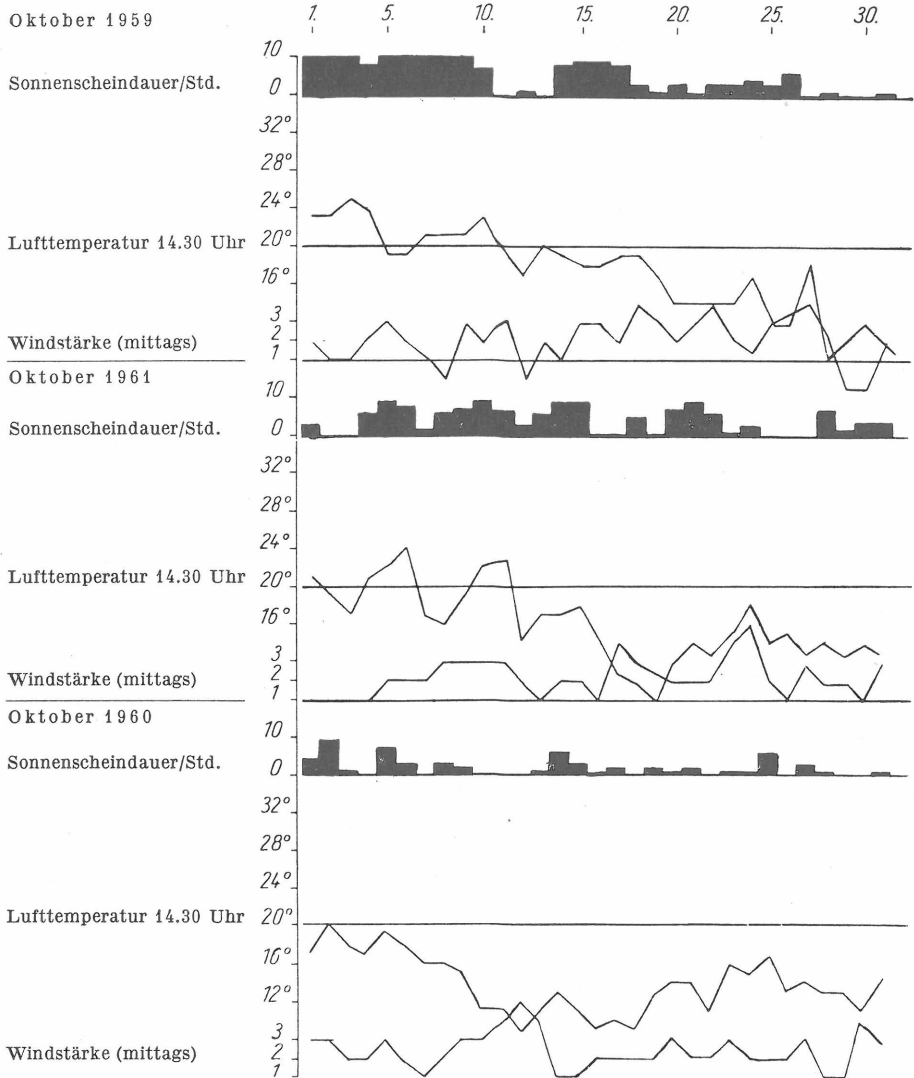 Oktober 1959 1. 5. 10. 15. 20. 25. 30.
10
Sonnenscheindauer/Std. 0
32°
28°
24°
Lufttemperatur 14.30 Uhr 20°
16°
3
Windstärke (mittags) 2
1
Oktober 1961
10
Sonnenscheindauer/Std. 0
32°
28°
24°
Lufttemperatur 14.30 Uhr 20°
16°
3
Windstärke (mittags) 2
1
Oktober 1960
10
Sonnenscheindauer/Std. 0
32°
28°
24°
Lufttemperatur 14.30 Uhr 20°
16°
12°
3
Windstärke (mittags) 2
1